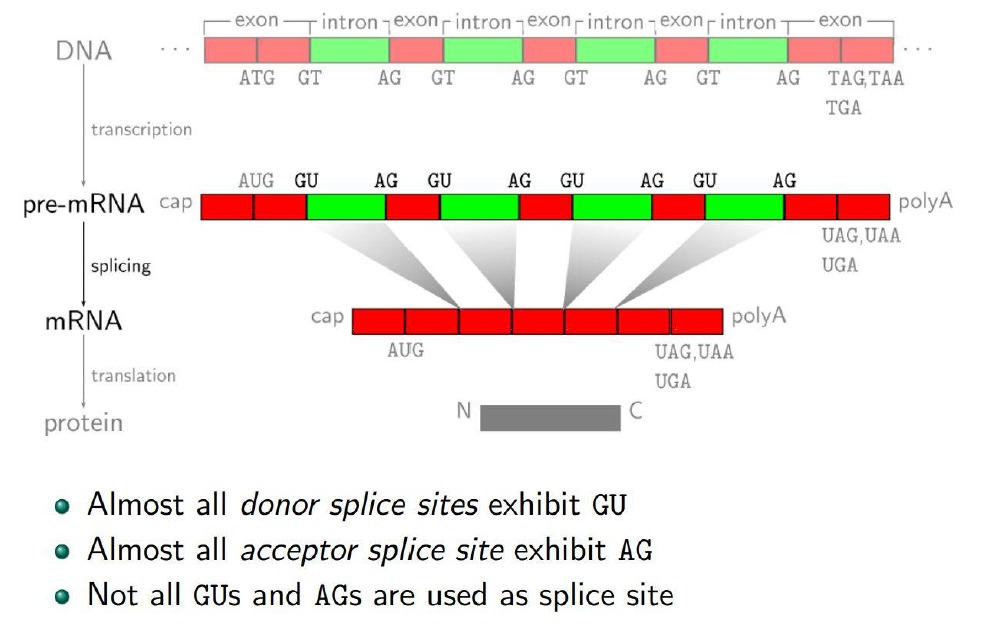 exon intron exon intron exon intron exon intron exon
DNA ... ...
ATG GT AG GT AG GT AG GT AG TAG,TAA
TGA
transcription
AUG GU AG GU AG GU AG GU AG
pre-mRNA cap polyA
UAG,UAA
UGA
splicing
mRNA cap polyA
AUG UAG,UAA
UGA
translation
protein N C
Almost all donor splice sites exhibit GU
Almost all acceptor splice site exhibit AG
Not all GUs and AGs are used as splice site